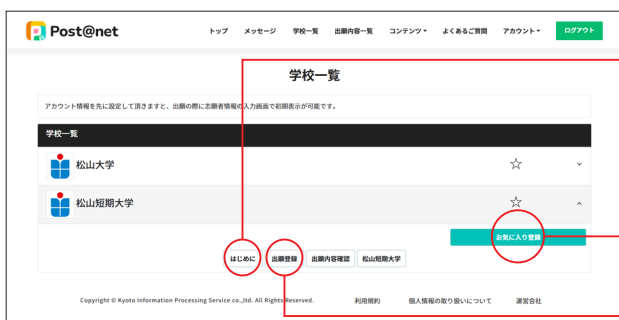 Post@net
トップ メッセージ 学校一覧 出願内容一覧 コンテンツ よくあるご質問 アカウント ログアウト
学校一覧
アカウント情報を先に設定して頂きますと、出願の際に志願者情報の入力画面で初期表示が可能です。
学校一覧
松山大学
松山短期大学
お気に入り登録
はじめに 出願登録 出願内容確認 松山短期大学
Copyright © Kyoto Information Processing Service co.,ltd. All Rights Reserved. 利用規約 個人情報の取り扱いについて 運営会社